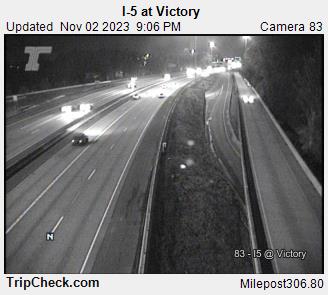 I-5 at Victory
Updated Nov 02 2023 9:06 PM Camera 83
T
N
83 - I5 @ Victory
TripCheck.com Milepost306.80